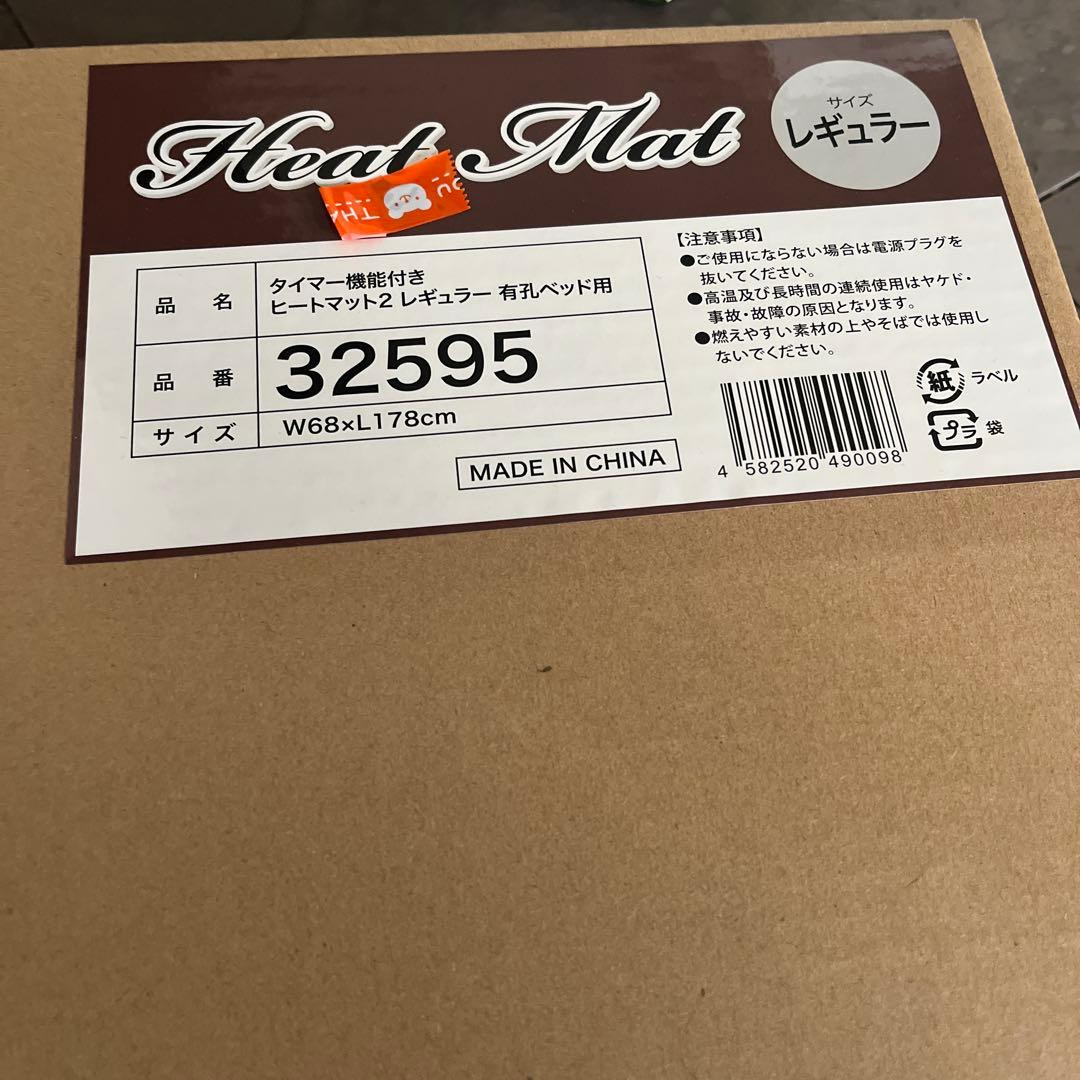 Heat Mat
サイズ
レギュラー
品名
タイマー機能付き
ヒートマット2 レギュラー 有孔ベッド用
品番
32595
サイズ
W68×L178cm
MADE IN CHINA
【注意事項】
●ご使用にならない場合は電源プラグを
抜いてください。
●高温及び長時間の連続使用はヤケド・
事故・故障の原因となります。
●燃えやすい素材の上やそばでは使用し
ないでください。
紙 ラベル
プラ 袋
4 582520 490098